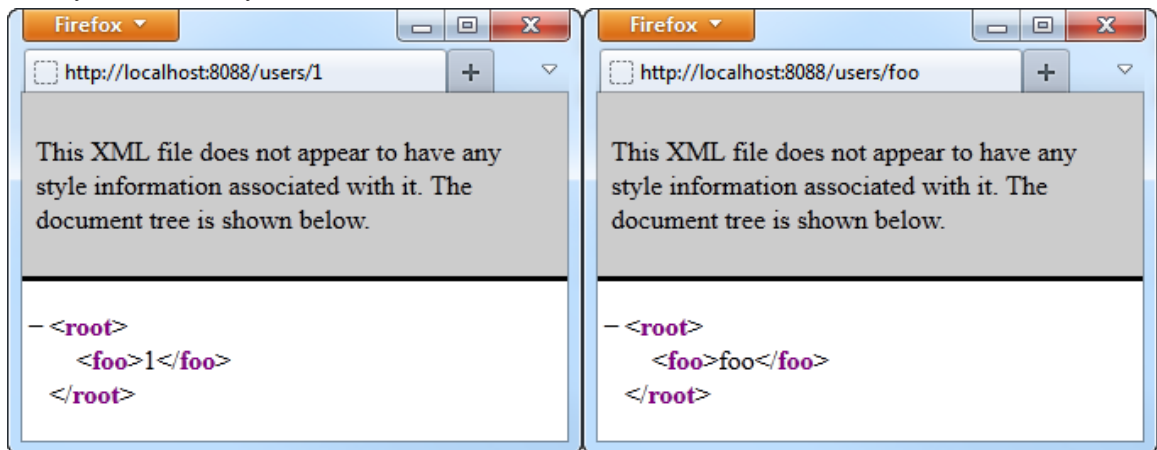 Firefox
http://localhost:8088/users/1
This XML file does not appear to have any
style information associated with it. The
document tree is shown below.
– <root>
<foo>1</foo>
</root>
Firefox
http://localhost:8088/users/foo
This XML file does not appear to have any
style information associated with it. The
document tree is shown below.
– <root>
<foo>foo</foo>
</root>